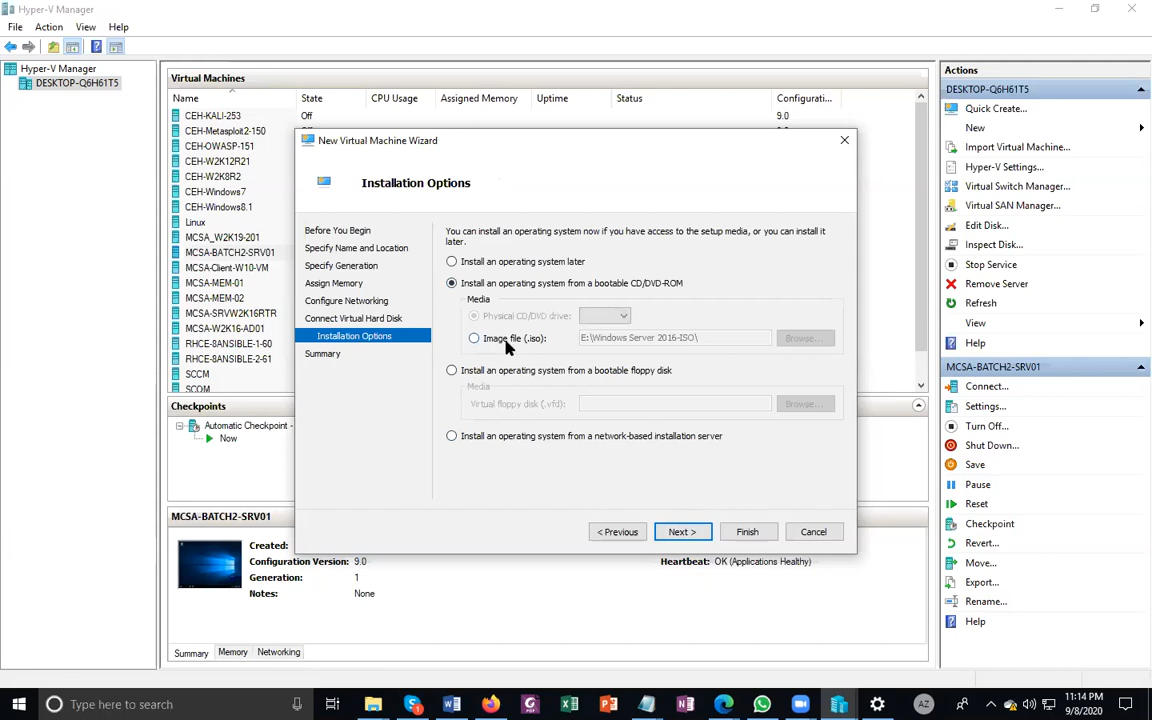 Hyper-V Manager
File Action View Help
Hyper-V Manager
DESKTOP-Q6H61T5
Virtual Machines
Name State CPU Usage Assigned Memory Uptime Status Configurati...
CEH-KALI-253 Off 9.0
CEH-Metasploit2-150
CEH-OWASP-151
CEH-W2K12R21
CEH-W2K8R2
CEH-Windows7
CEH-Windows8.1
Linux
MCSA_W2K19-201
MCSA-BATCH2-SRV01
MCSA-Client-W10-VM
MCSA-MEM-01
MCSA-MEM-02
MCSA-SRVWK12RTR
MCSA-W2K16-AD01
RHCE-8ANSIBLE-1-60
RHCE-8ANSIBLE-2-61
SCCM
SCOM
New Virtual Machine Wizard
Installation Options
Before You Begin
Specify Name and Location
Specify Generation
Assign Memory
Configure Networking
Connect Virtual Hard Disk
Installation Options
Summary
You can install an operating system now if you have access to the setup media, or you can install it
later.
Install an operating system later
Install an operating system from a bootable CD/DVD-ROM
Media
Physical CD/DVD drive:
Image file (.iso): E:\Windows Server 2016-ISO\ Browse...
Install an operating system from a bootable floppy disk
Media
Virtual floppy disk (.vfd): Browse...
Install an operating system from a network-based installation server
< Previous Next > Finish Cancel
Checkpoints
Automatic Checkpoint -
Now
MCSA-BATCH2-SRV01
Created:
Configuration Version: 9.0 Heartbeat: OK (Applications Healthy)
Generation: 1
Notes: None
Summary Memory Networking
Actions
DESKTOP-Q6H61T5
Quick Create...
New
Import Virtual Machine...
Hyper-V Settings...
Virtual Switch Manager...
Virtual SAN Manager...
Edit Disk...
Inspect Disk...
Stop Service
Remove Server
Refresh
View
Help
MCSA-BATCH2-SRV01
Connect...
Settings...
Turn Off...
Shut Down...
Save
Pause
Reset
Checkpoint
Revert...
Move...
Export...
Rename...
Help
Type here to search
AZ
11:14 PM
9/8/2020